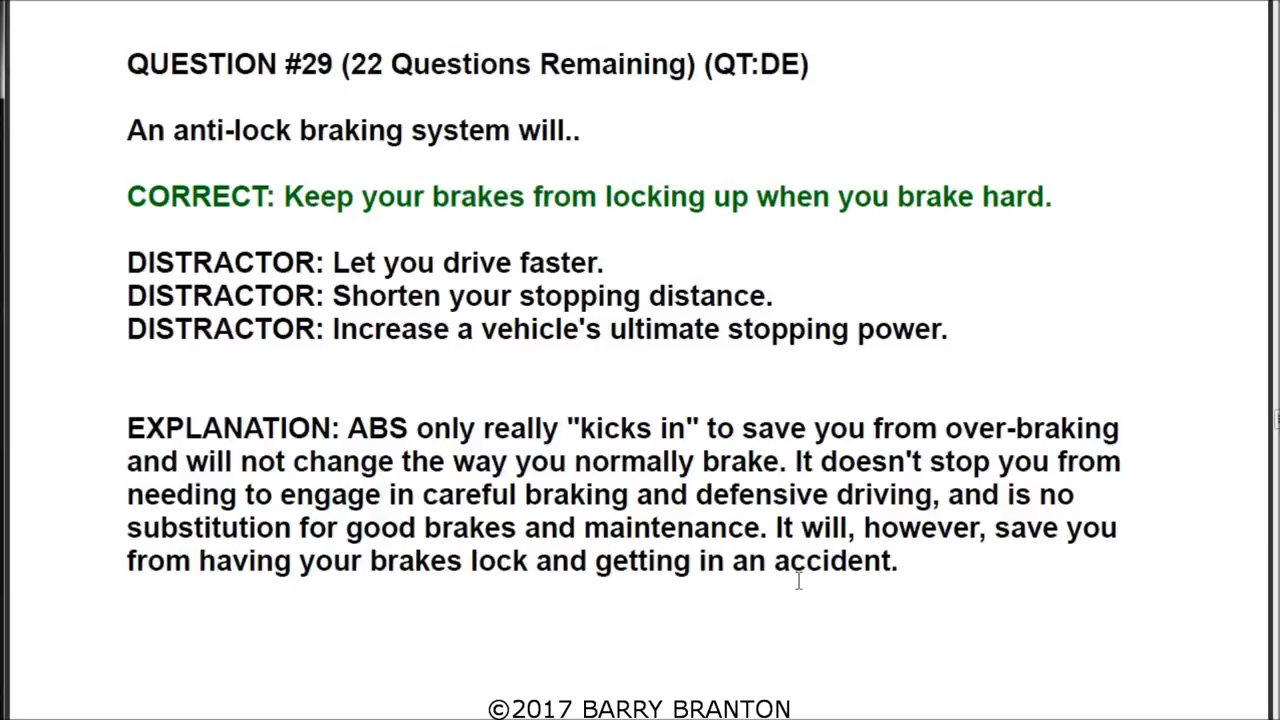 QUESTION #29 (22 Questions Remaining) (QT:DE)
An anti-lock braking system will..
CORRECT: Keep your brakes from locking up when you brake hard.
DISTRACTOR: Let you drive faster.
DISTRACTOR: Shorten your stopping distance.
DISTRACTOR: Increase a vehicle's ultimate stopping power.
EXPLANATION: ABS only really "kicks in" to save you from over-braking
and will not change the way you normally brake. It doesn't stop you from
needing to engage in careful braking and defensive driving, and is no
substitution for good brakes and maintenance. It will, however, save you
from having your brakes lock and getting in an accident.
©2017 BARRY BRANTON